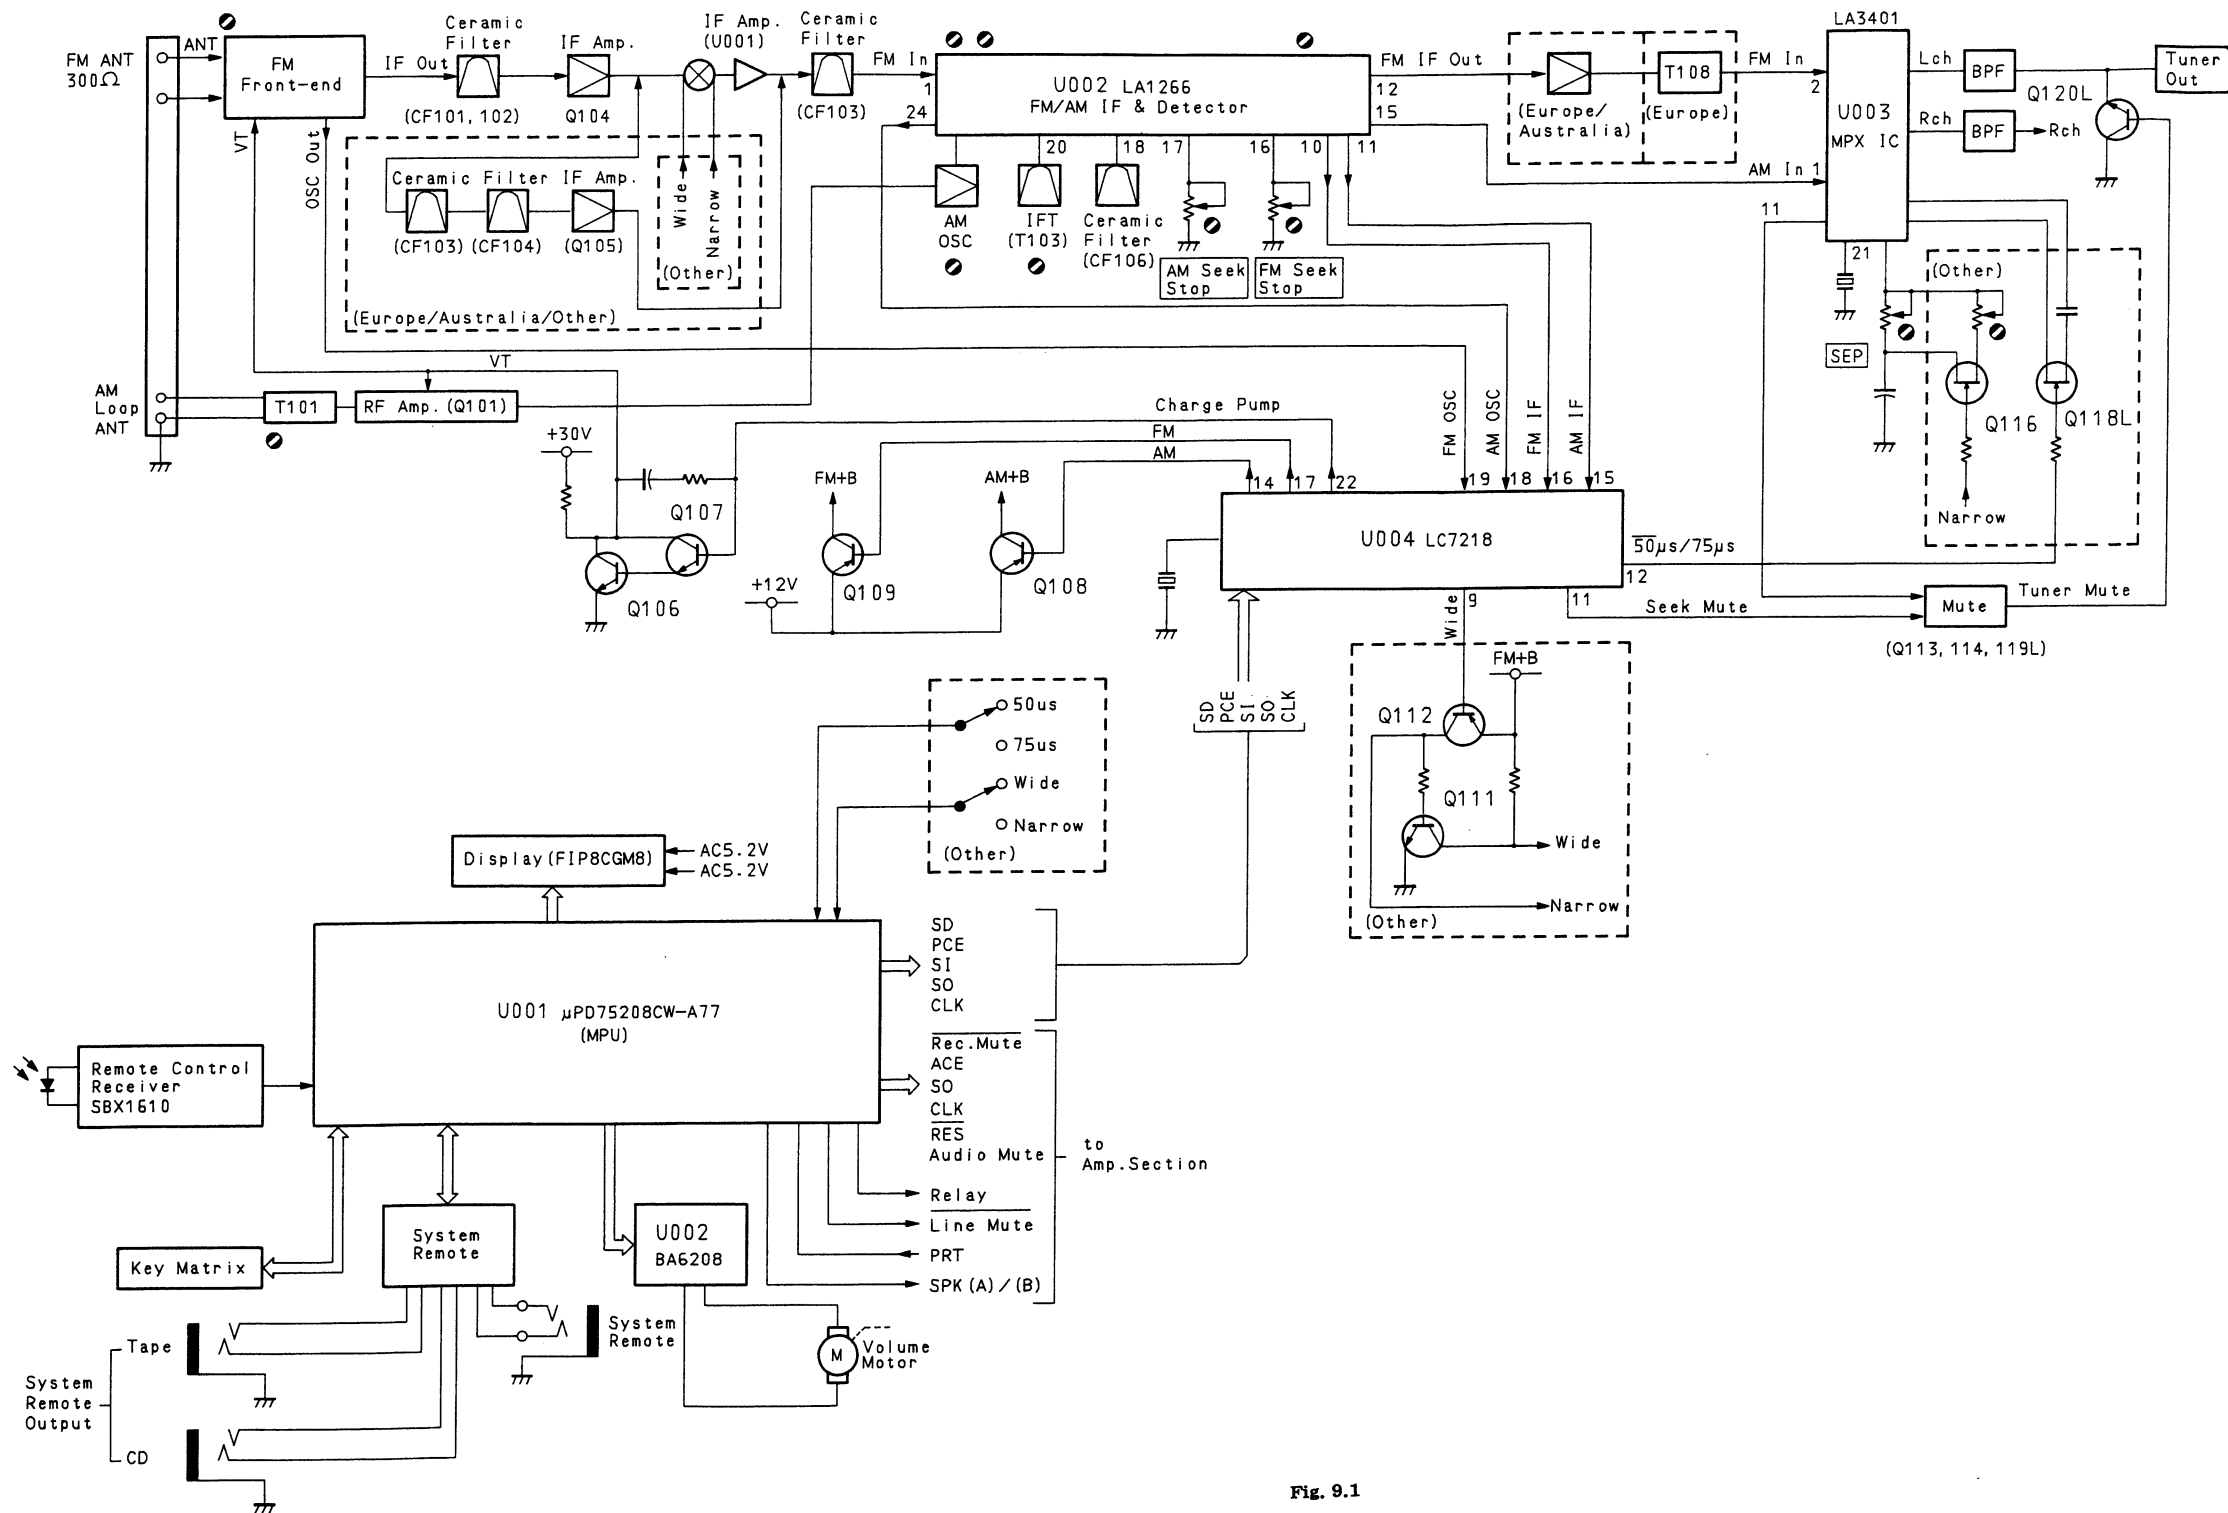 FM ANT
300Ω
ANT
FM
Front-end
IF Out
Ceramic
Filter
(CF101, 102)
IF Amp.
Q104
IF Amp.
(U001)
Ceramic
Filter
(CF103)
FM In
1
24
U002 LA1266
FM/AM IF & Detector
FM IF Out
12
15
(Europe/
Australia)
T108
(Europe)
FM In
2
LA3401
U003
MPX IC
Lch
BPF
Rch
BPF
Rch
Q120L
Tuner
Out
AM In 1
11
21
VT
OSC Out
Ceramic Filter
IF Amp.
(CF103)
(CF104)
(Q105)
Wide
Narrow
(Other)
(Europe/Australia/Other)
AM
OSC
20
IFT
(T103)
18
Ceramic
Filter
(CF106)
17
AM Seek
Stop
16
FM Seek
Stop
10
11
SEP
(Other)
Q116
Q118L
Narrow
VT
AM
Loop
ANT
T101
RF Amp. (Q101)
Charge Pump
FM
AM
FM OSC
AM OSC
FM IF
AM IF
+30V
Q107
Q106
FM+B
AM+B
+12V
Q109
Q108
14
17
22
19
18
16
15
U004 LC7218
50µs/75µs
12
9
Wide
11
Seek Mute
Mute
Tuner Mute
(Q113, 114, 119L)
SD
PCE
SI
SO
CLK
FM+B
Q112
Q111
Wide
Narrow
(Other)
50us
75us
Wide
Narrow
(Other)
Display(FIP8CGM8)
AC5.2V
AC5.2V
U001 µPD75208CW-A77
(MPU)
SD
PCE
SI
SO
CLK
Rec.Mute
ACE
SO
CLK
RES
Audio Mute
to
Amp.Section
Relay
Line Mute
PRT
SPK(A)/(B)
Remote Control
Receiver
SBX1610
Key Matrix
System
Remote
U002
BA6208
System
Remote
M
Volume
Motor
System
Remote
Output
Tape
CD
Fig. 9.1